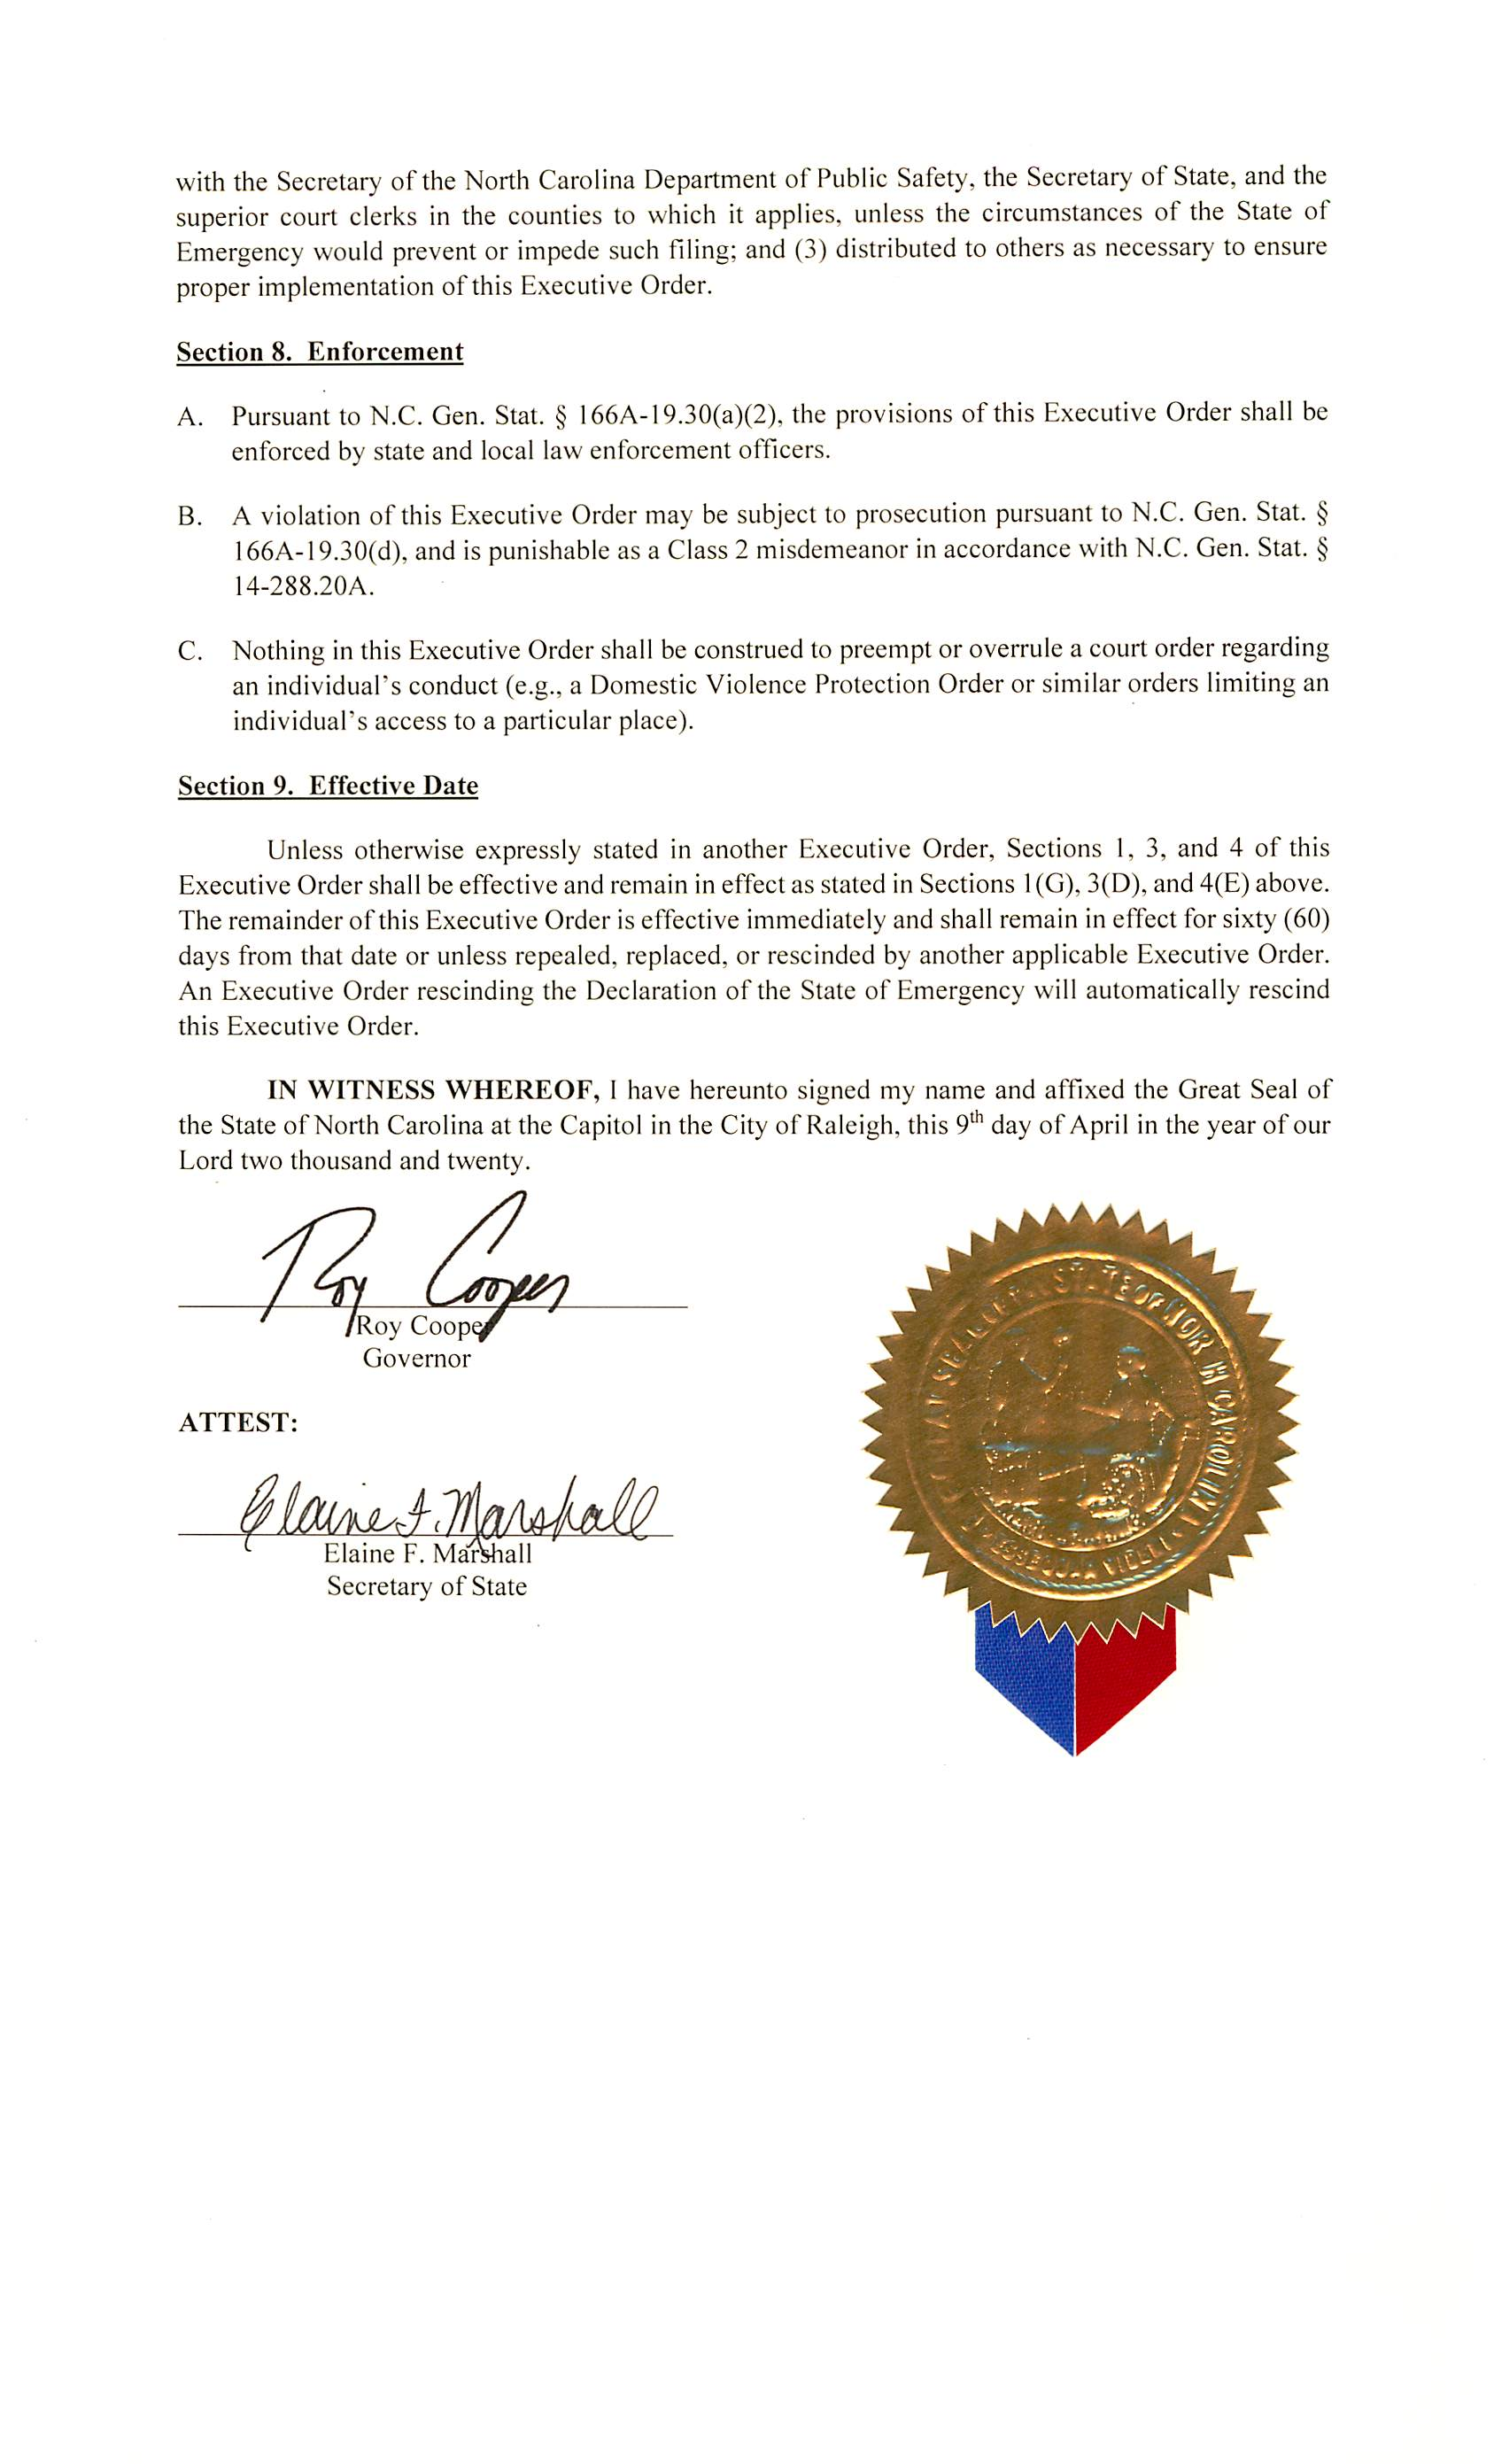 with the Secretary of the North Carolina Department of Public Safety, the Secretary of State, and the
superior court clerks in the counties to which it applies, unless the circumstances of the State of
Emergency would prevent or impede such filing; and (3) distributed to others as necessary to ensure
proper implementation of this Executive Order.
Section 8. Enforcement
A. Pursuant to N.C. Gen. Stat. § 166A-19.30(a)(2), the provisions of this Executive Order shall be
enforced by state and local law enforcement officers.
B. A violation of this Executive Order may be subject to prosecution pursuant to N.C. Gen. Stat. §
166A-19.30(d), and is punishable as a Class 2 misdemeanor in accordance with N.C. Gen. Stat. §
14-288.20A.
C. Nothing in this Executive Order shall be construed to preempt or overrule a court order regarding
an individual's conduct (e.g., a Domestic Violence Protection Order or similar orders limiting an
individual's access to a particular place).
Section 9. Effective Date
Unless otherwise expressly stated in another Executive Order, Sections 1, 3, and 4 of this
Executive Order shall be effective and remain in effect as stated in Sections 1(G), 3(D), and 4(E) above.
The remainder of this Executive Order is effective immediately and shall remain in effect for sixty (60)
days from that date or unless repealed, replaced, or rescinded by another applicable Executive Order.
An Executive Order rescinding the Declaration of the State of Emergency will automatically rescind
this Executive Order.
IN WITNESS WHEREOF, I have hereunto signed my name and affixed the Great Seal of
the State of North Carolina at the Capitol in the City of Raleigh, this 9th day of April in the year of our
Lord two thousand and twenty.
Roy Cooper
Roy Cooper
Governor
ATTEST:
Elaine F. Marshall
Elaine F. Marshall
Secretary of State
SEAL OF THE STATE OF NORTH CAROLINA